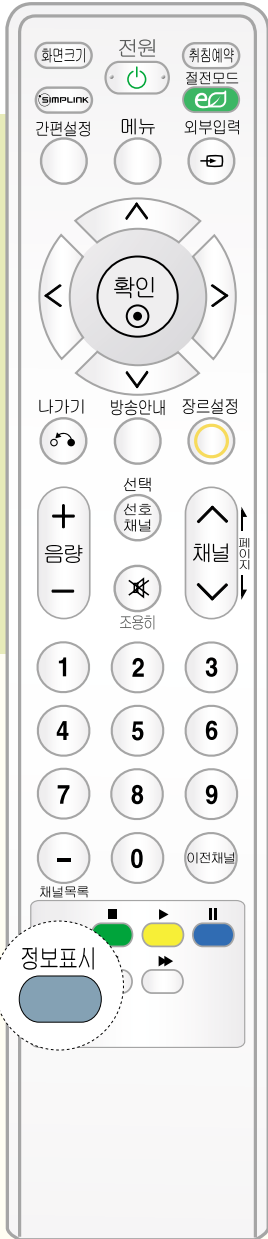 전원
화면크기
취침예약
절전모드
SIMPLINK
eco
간편설정
메뉴
외부입력
확인
나가기
방송안내
장르설정
선택
선호
채널
+
음량
-
채널
페이지
조용히
1
2
3
4
5
6
7
8
9
-
0
이전채널
채널목록
정보표시